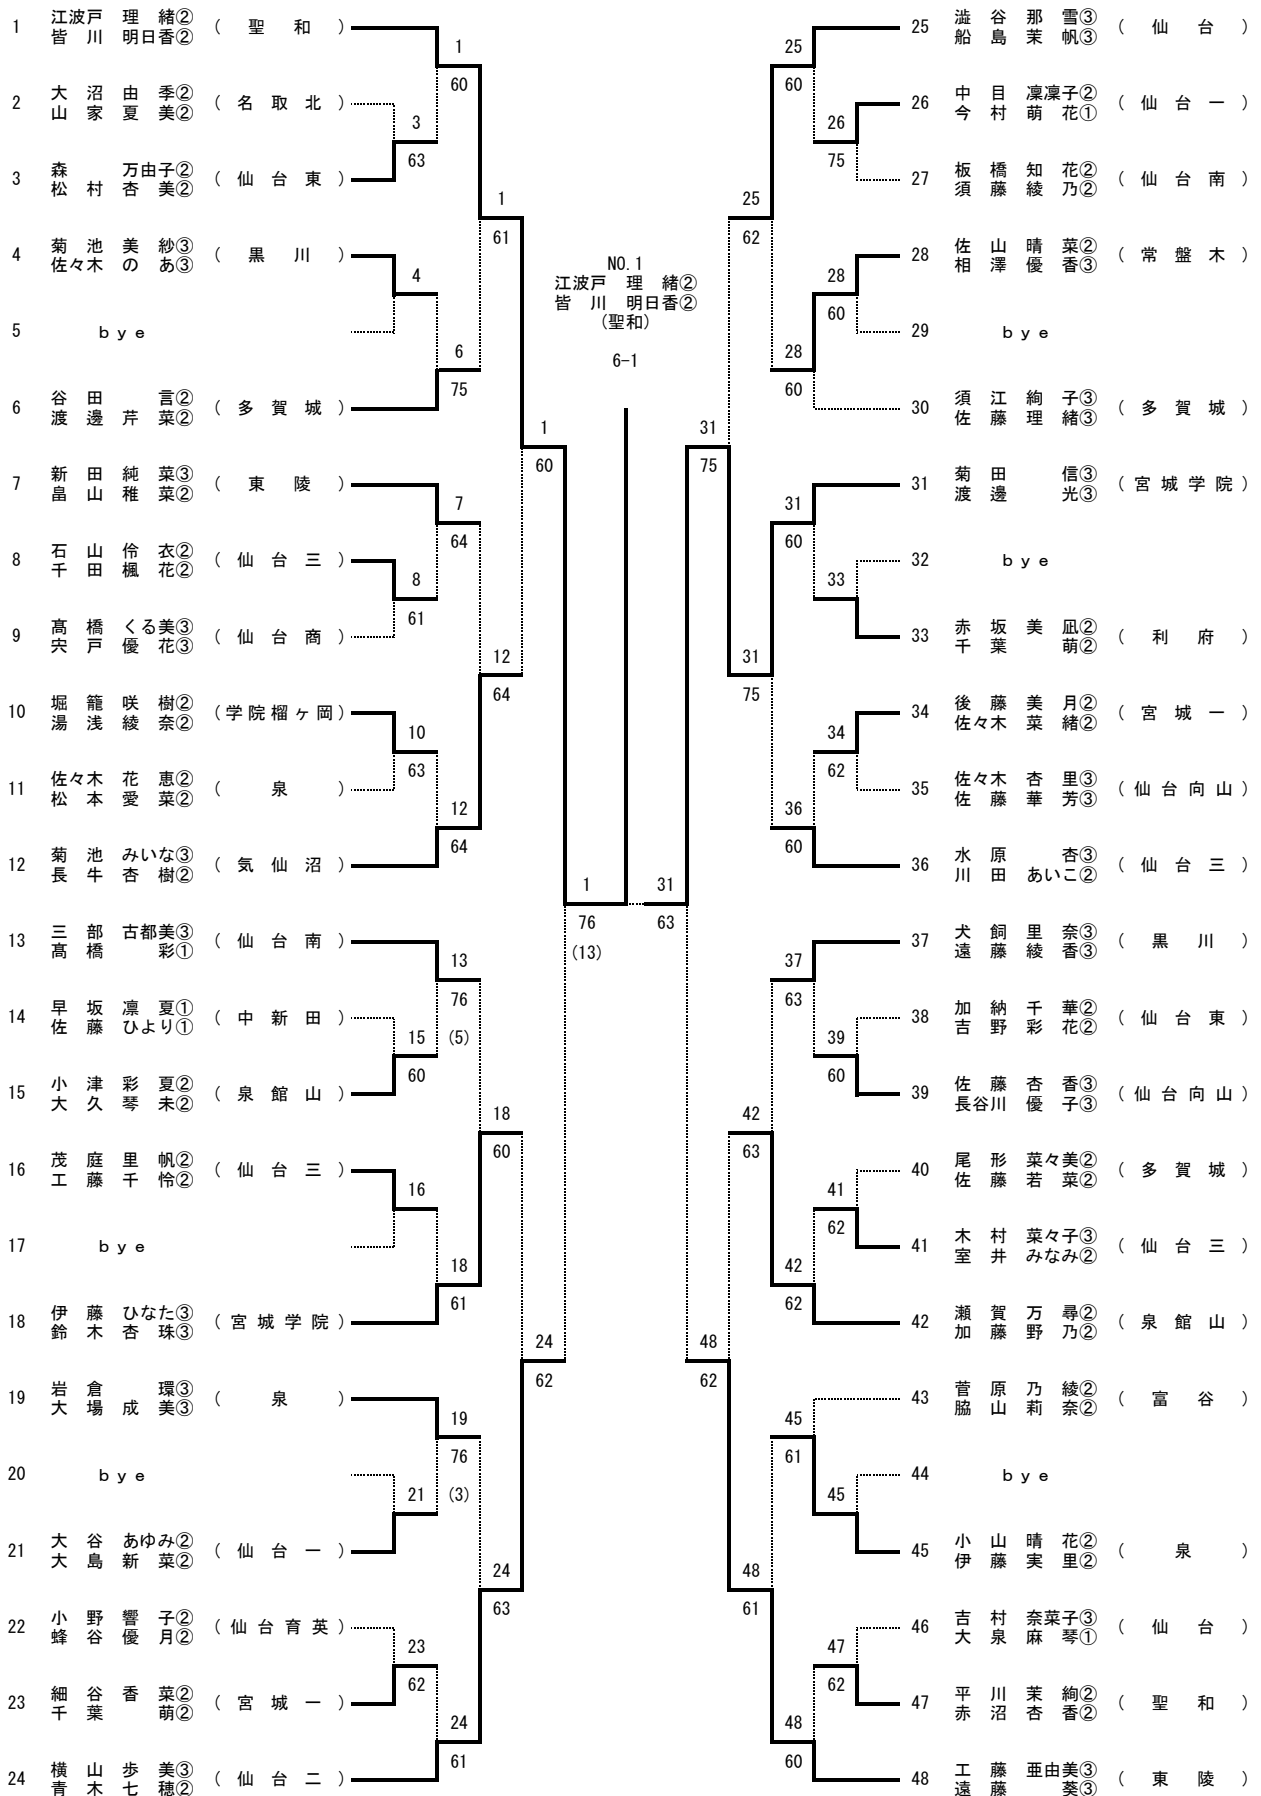 1 江波戸 理 緒② 皆 川 明日香② ( 聖 和 )
2 大 沼 由 季② 山 家 夏 美② ( 名 取 北 )
3 森 万由子② 松 村 杏 美② ( 仙 台 東 )
4 菊 池 美 紗③ 佐々木 の あ③ ( 黒 川 )
5 bye
6 谷 田 言② 渡 邊 芹 菜② ( 多 賀 城 )
7 新 田 純 菜③ 畠 山 稚 菜② ( 東 陵 )
8 石 山 伶 衣② 千 田 楓 花② ( 仙 台 三 )
9 髙 橋 くる美③ 宍 戸 優 花③ ( 仙 台 商 )
10 堀 籠 咲 樹② 湯 浅 綾 奈② ( 学 院 榴 ヶ 岡 )
11 佐々木 花 恵② 松 本 愛 菜② ( 泉 )
12 菊 池 みいな③ 長 牛 杏 樹② ( 気 仙 沼 )
13 三 部 古都美③ 髙 橋 彩① ( 仙 台 南 )
14 早 坂 凛 夏① 佐 藤 ひより① ( 中 新 田 )
15 小 津 彩 夏② 大 久 琴 未② ( 泉 館 山 )
16 茂 庭 里 帆② 工 藤 千 怜② ( 仙 台 三 )
17 bye
18 伊 藤 ひなた③ 鈴 木 杏 珠③ ( 宮 城 学 院 )
19 岩 倉 環③ 大 場 成 美③ ( 泉 )
20 bye
21 大 谷 あゆみ② 大 島 新 菜② ( 仙 台 一 )
22 小 野 響 子② 蜂 谷 優 月② ( 仙 台 育 英 )
23 細 谷 香 菜② 千 葉 萌② ( 宮 城 一 )
24 横 山 歩 美③ 青 木 七 穂② ( 仙 台 二 )
3
63
4
8
61
10
63
15
60
16
21
23
62
1
60
6
75
7
64
12
64
13
76
(5)
18
61
19
76
(3)
24
61
1
61
12
64
18
60
24
63
1
60
24
62
1
76
(13)
NO.1
江波戸 理 緒②
皆 川 明日香②
(聖和)
6-1
31
63
31
75
48
62
25
62
31
75
42
63
48
61
25
60
28
60
31
60
36
60
37
63
42
62
45
61
48
60
26
75
28
60
33
34
62
39
60
41
62
45
47
62
25 澁 谷 那 雪③ 船 島 茉 帆③ ( 仙 台 )
26 中 目 凜凜子② 今 村 萌 花① ( 仙 台 一 )
27 板 橋 知 花② 須 藤 綾 乃② ( 仙 台 南 )
28 佐 山 晴 菜② 相 澤 優 香③ ( 常 盤 木 )
29 bye
30 須 江 絢 子③ 佐 藤 理 緒③ ( 多 賀 城 )
31 菊 田 信③ 渡 邊 光③ ( 宮 城 学 院 )
32 bye
33 赤 坂 美 凪② 千 葉 萌② ( 利 府 )
34 後 藤 美 月② 佐々木 菜 緒② ( 宮 城 一 )
35 佐々木 杏 里③ 佐 藤 華 芳③ ( 仙 台 向 山 )
36 水 原 杏③ 川 田 あいこ② ( 仙 台 三 )
37 犬 飼 里 奈③ 遠 藤 綾 香③ ( 黒 川 )
38 加 納 千 華② 吉 野 彩 花② ( 仙 台 東 )
39 佐 藤 杏 香③ 長谷川 優 子③ ( 仙 台 向 山 )
40 尾 形 菜々美② 佐 藤 若 菜② ( 多 賀 城 )
41 木 村 菜々子③ 室 井 みなみ② ( 仙 台 三 )
42 瀬 賀 万 尋② 加 藤 野 乃② ( 泉 館 山 )
43 菅 原 乃 綾② 脇 山 莉 奈② ( 富 谷 )
44 bye
45 小 山 晴 花② 伊 藤 実 里② ( 泉 )
46 吉 村 奈菜子③ 大 泉 麻 琴① ( 仙 台 )
47 平 川 茉 絢② 赤 沼 杏 香② ( 聖 和 )
48 工 藤 亜由美③ 遠 藤 葵③ ( 東 陵 )